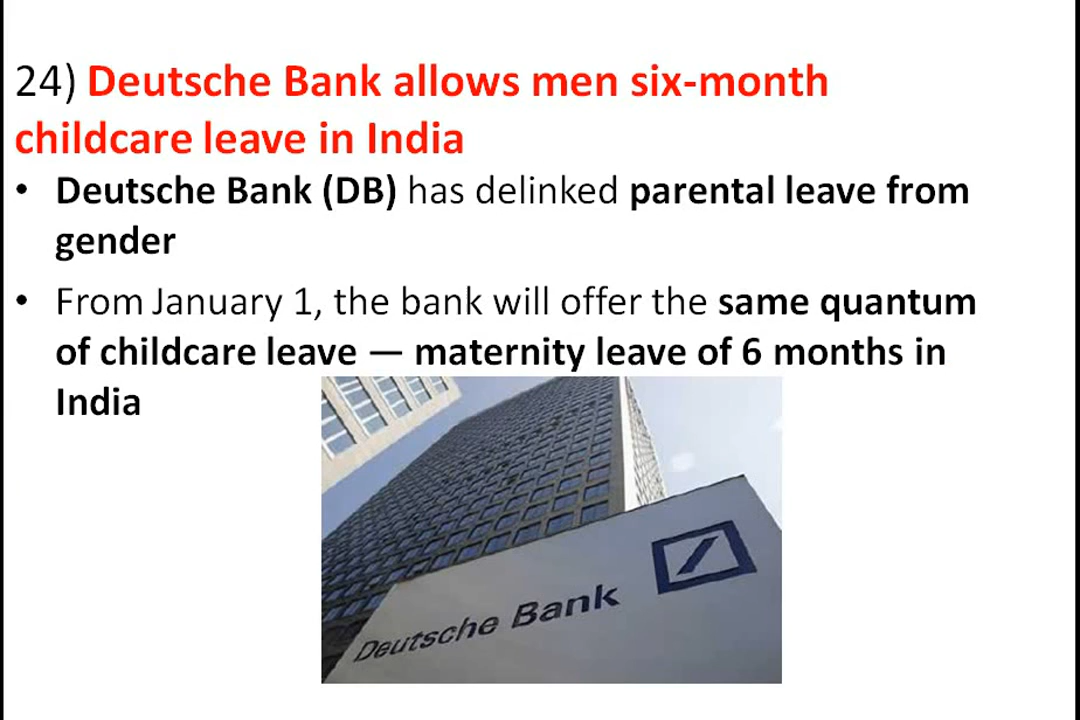 24) Deutsche Bank allows men six-month
childcare leave in India
• Deutsche Bank (DB) has delinked parental leave from
gender
• From January 1, the bank will offer the same quantum
of childcare leave — maternity leave of 6 months in
India
Deutsche Bank